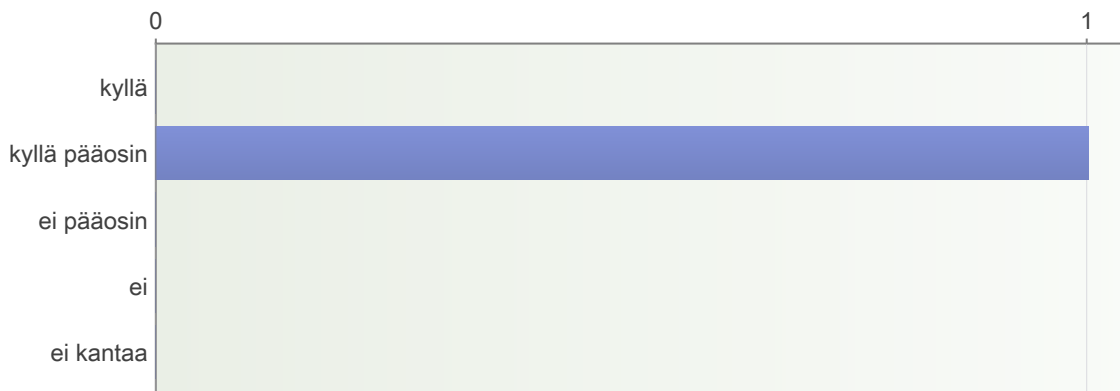 0 1
kyllä
kyllä pääosin
ei pääosin
ei
ei kantaa